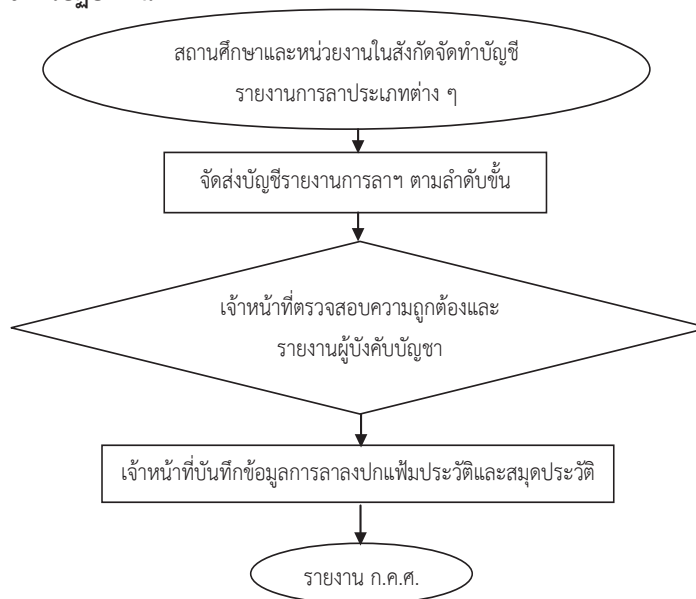 สถานศึกษาและหน่วยงานในสังกัดจัดทำบัญชี
รายงานการลาประเภทต่าง ๆ
จัดส่งบัญชีรายงานการลาฯ ตามลำดับขั้น
เจ้าหน้าที่ตรวจสอบความถูกต้องและ
รายงานผู้บังคับบัญชา
เจ้าหน้าที่บันทึกข้อมูลการลาลงปกแฟ้มประวัติและสมุดประวัติ
รายงาน ก.ค.ศ.